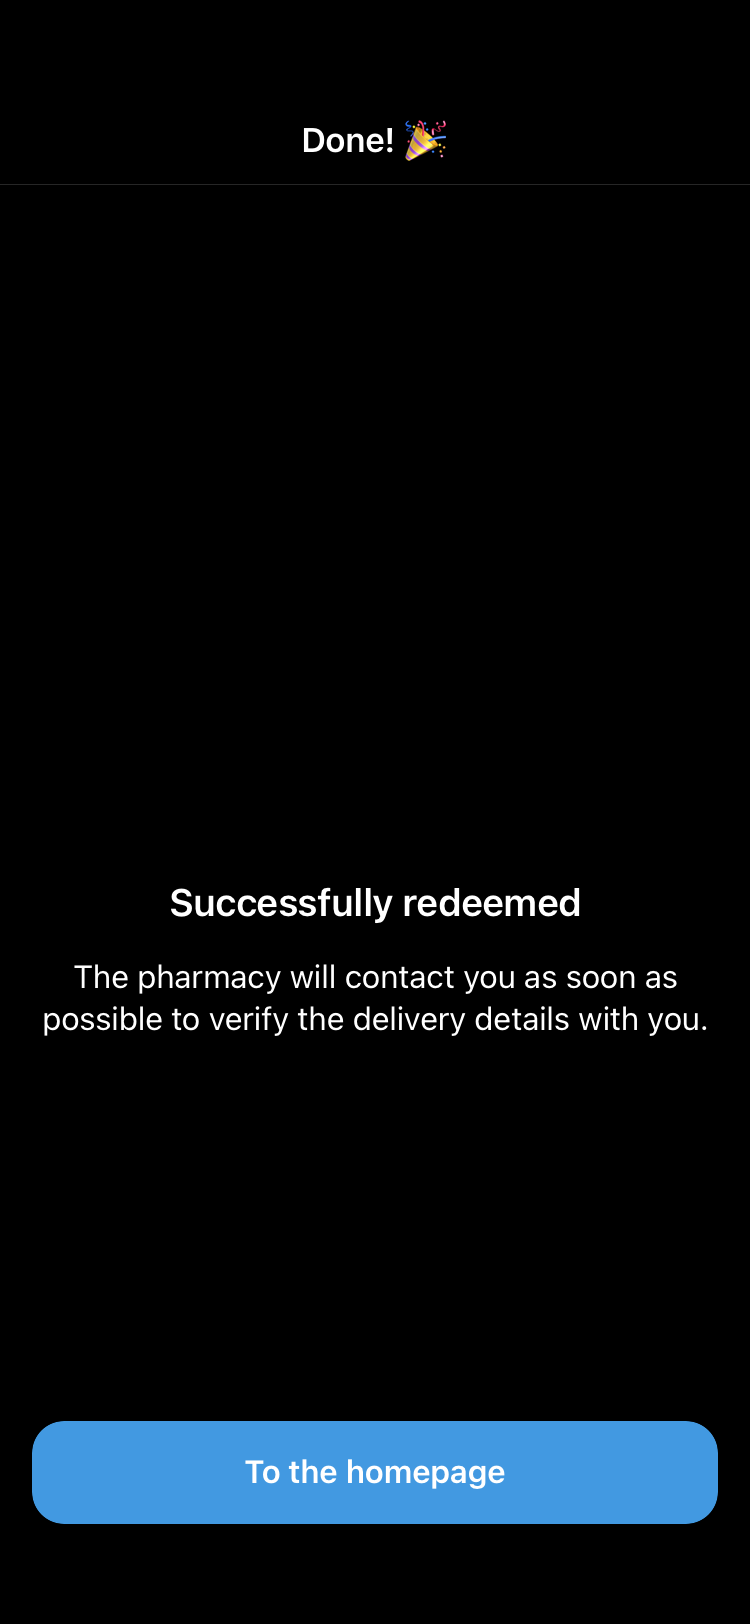 Done! 🎉
Successfully redeemed
The pharmacy will contact you as soon as
possible to verify the delivery details with you.
To the homepage